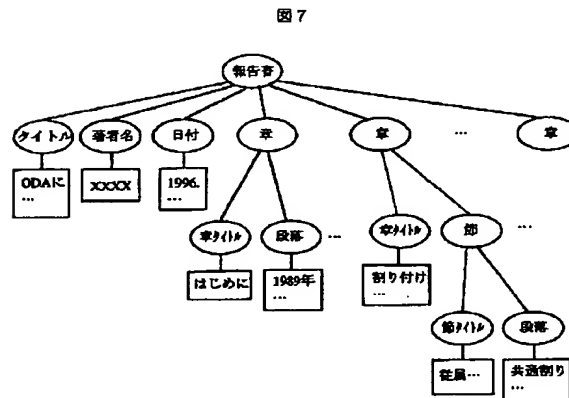 図7
報告書
タイトル 著者名 日付 章 章 … 章
ODAに
…
XXXX
1996.
…
章タイトル 段落 … 章タイトル 節 …
はじめに
1989年
…
割り付け
…
節タイトル 段落
従属…
共通割り
…